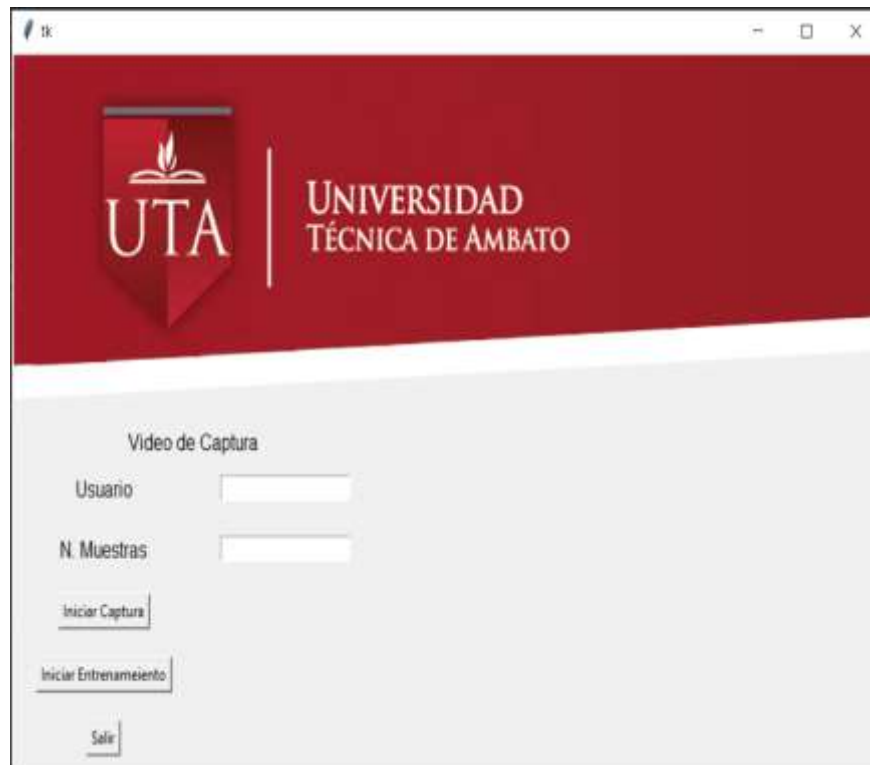 tk
UTA
UNIVERSIDAD
TÉCNICA DE AMBATO
Video de Captura
Usuario
N. Muestras
Iniciar Captura
Iniciar Entrenameiento
Salir